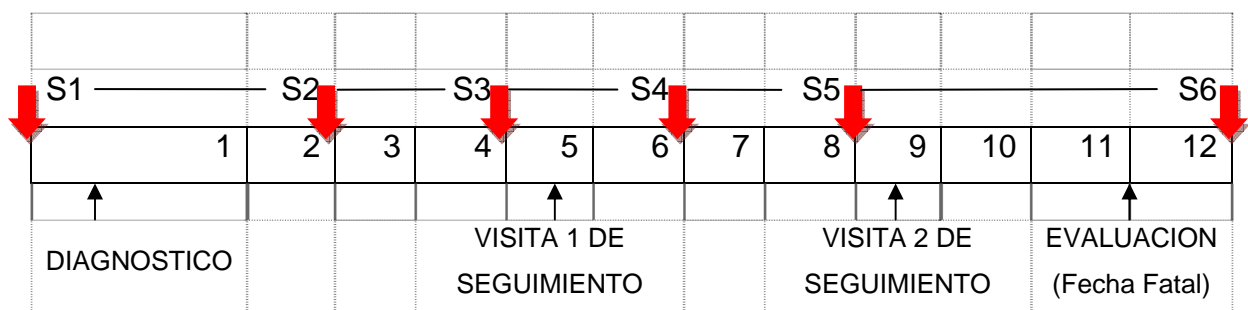 S1 S2 S3 S4 S5 S6
1 2 3 4 5 6 7 8 9 10 11 12
DIAGNOSTICO
VISITA 1 DE
SEGUIMIENTO
VISITA 2 DE
SEGUIMIENTO
EVALUACION
(Fecha Fatal)